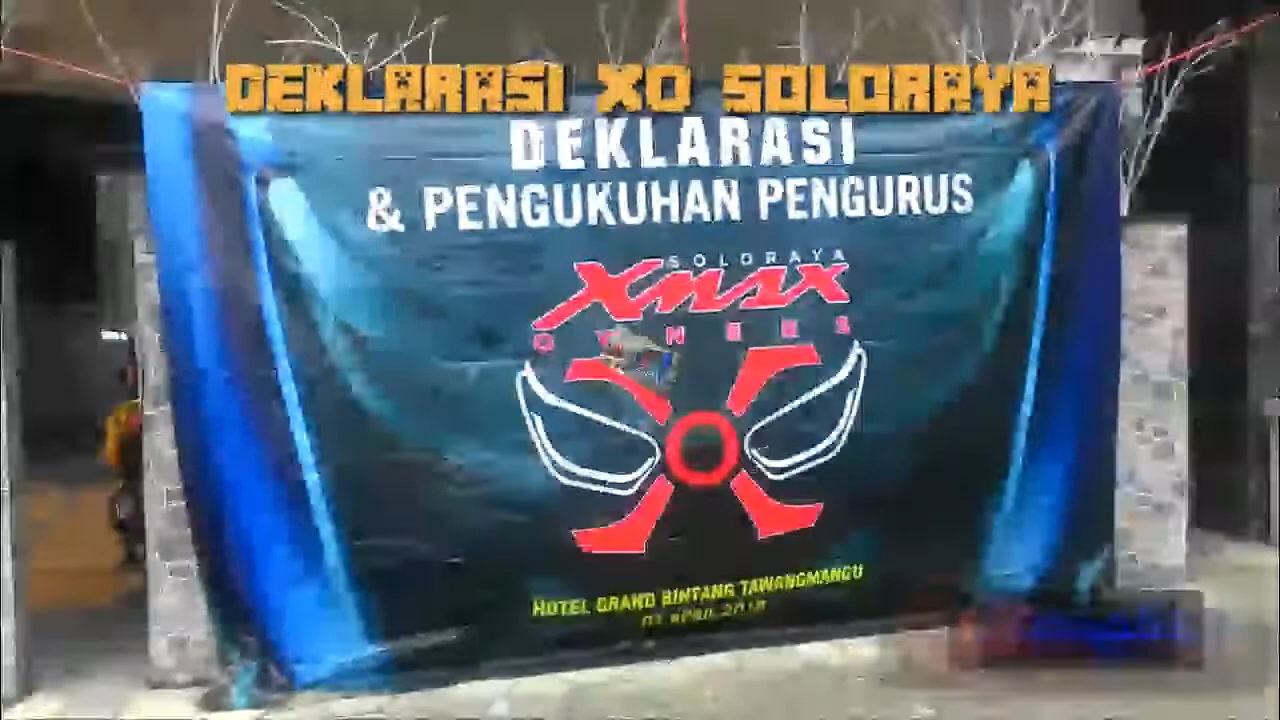 DEKLARASI XO SOLORAYA
DEKLARASI
& PENGUKUHAN PENGURUS
SOLORAYA
Xmax
OWNERS
HOTEL GRAND BINTANG TAWANGMANGU